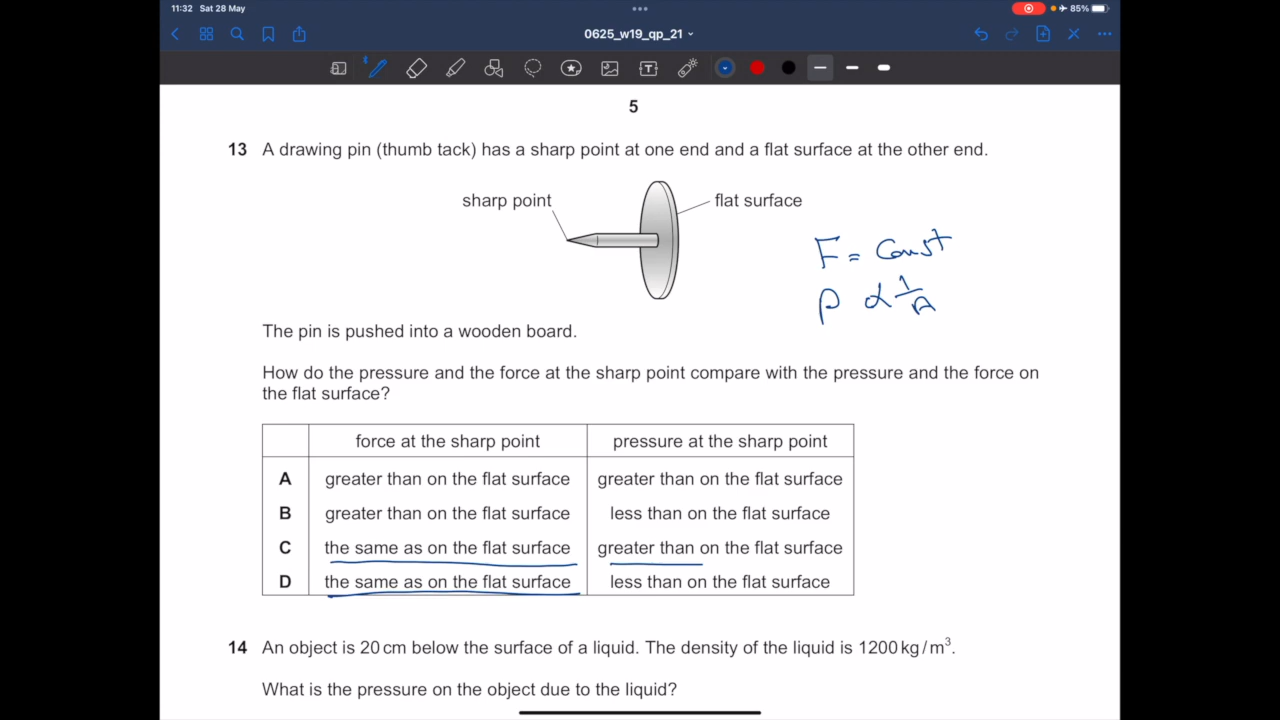 11:32 Sat 28 May
85%
0625_w19_qp_21
5
13 A drawing pin (thumb tack) has a sharp point at one end and a flat surface at the other end.
sharp point
flat surface
F = Const
P ∝ 1/A
The pin is pushed into a wooden board.
How do the pressure and the force at the sharp point compare with the pressure and the force on
the flat surface?
force at the sharp point pressure at the sharp point
A greater than on the flat surface greater than on the flat surface
B greater than on the flat surface less than on the flat surface
C the same as on the flat surface greater than on the flat surface
D the same as on the flat surface less than on the flat surface
14 An object is 20 cm below the surface of a liquid. The density of the liquid is 1200 kg/m³.
What is the pressure on the object due to the liquid?